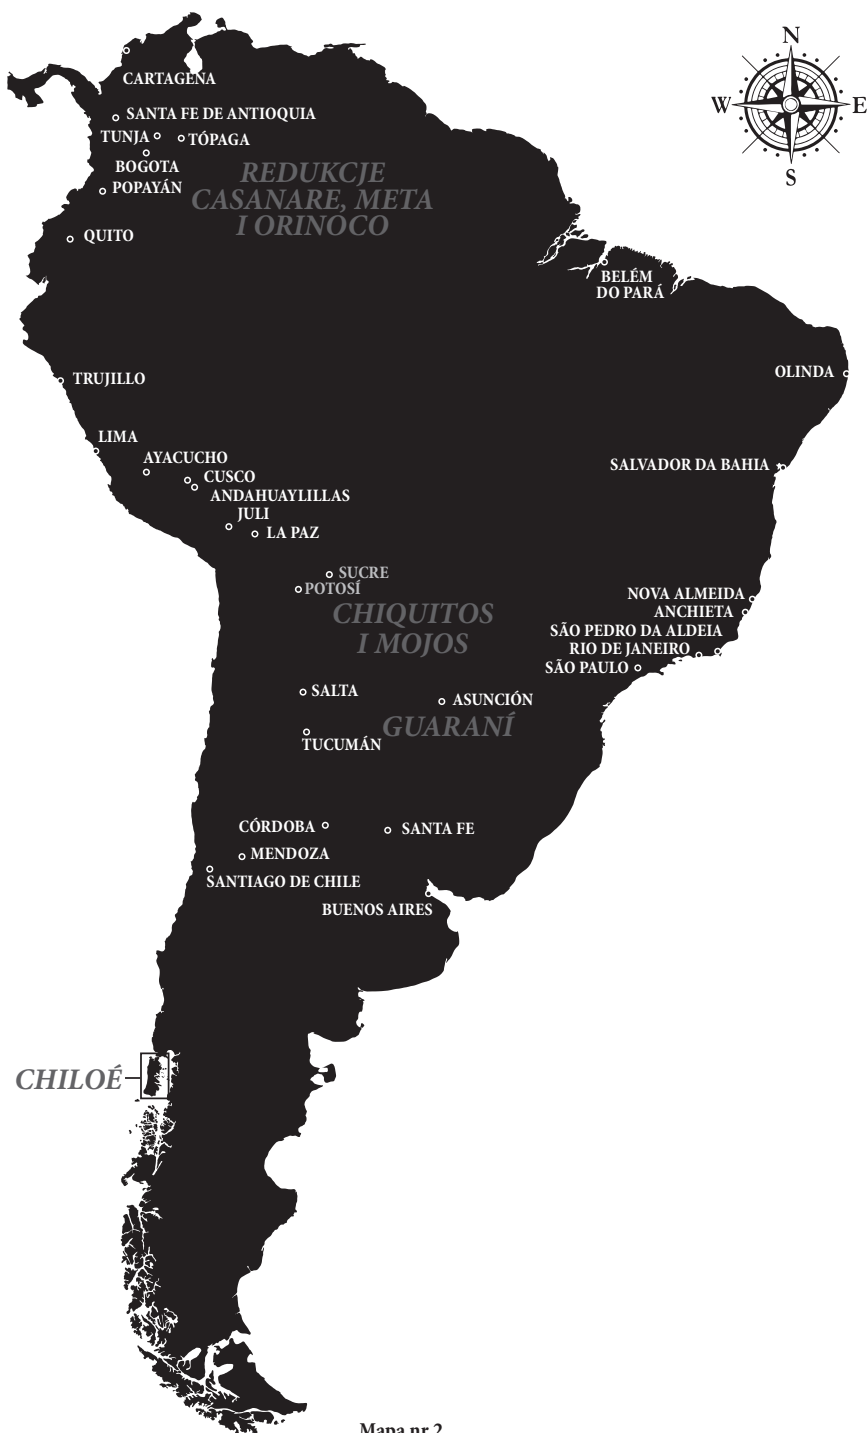 N
W E
S
CARTAGENA
SANTA FE DE ANTIOQUIA
TUNJA
TÓPAGA
BOGOTA
POPAYÁN
REDUKCJE
CASANARE, META
I ORINOCO
QUITO
BELÉM
DO PARÁ
TRUJILLO
OLINDA
LIMA
AYACUCHO
SALVADOR DA BAHIA
CUSCO
ANDAHUAYLILLAS
JULI
LA PAZ
SUCRE
POTOSÍ
CHIQUITOS
I MOJOS
NOVA ALMEIDA
ANCHIETA
SÃO PEDRO DA ALDEIA
RIO DE JANEIRO
SÃO PAULO
SALTA
ASUNCIÓN
GUARANÍ
TUCUMÁN
CÓRDOBA
SANTA FE
MENDOZA
SANTIAGO DE CHILE
BUENOS AIRES
CHILOÉ
Mapa nr 2